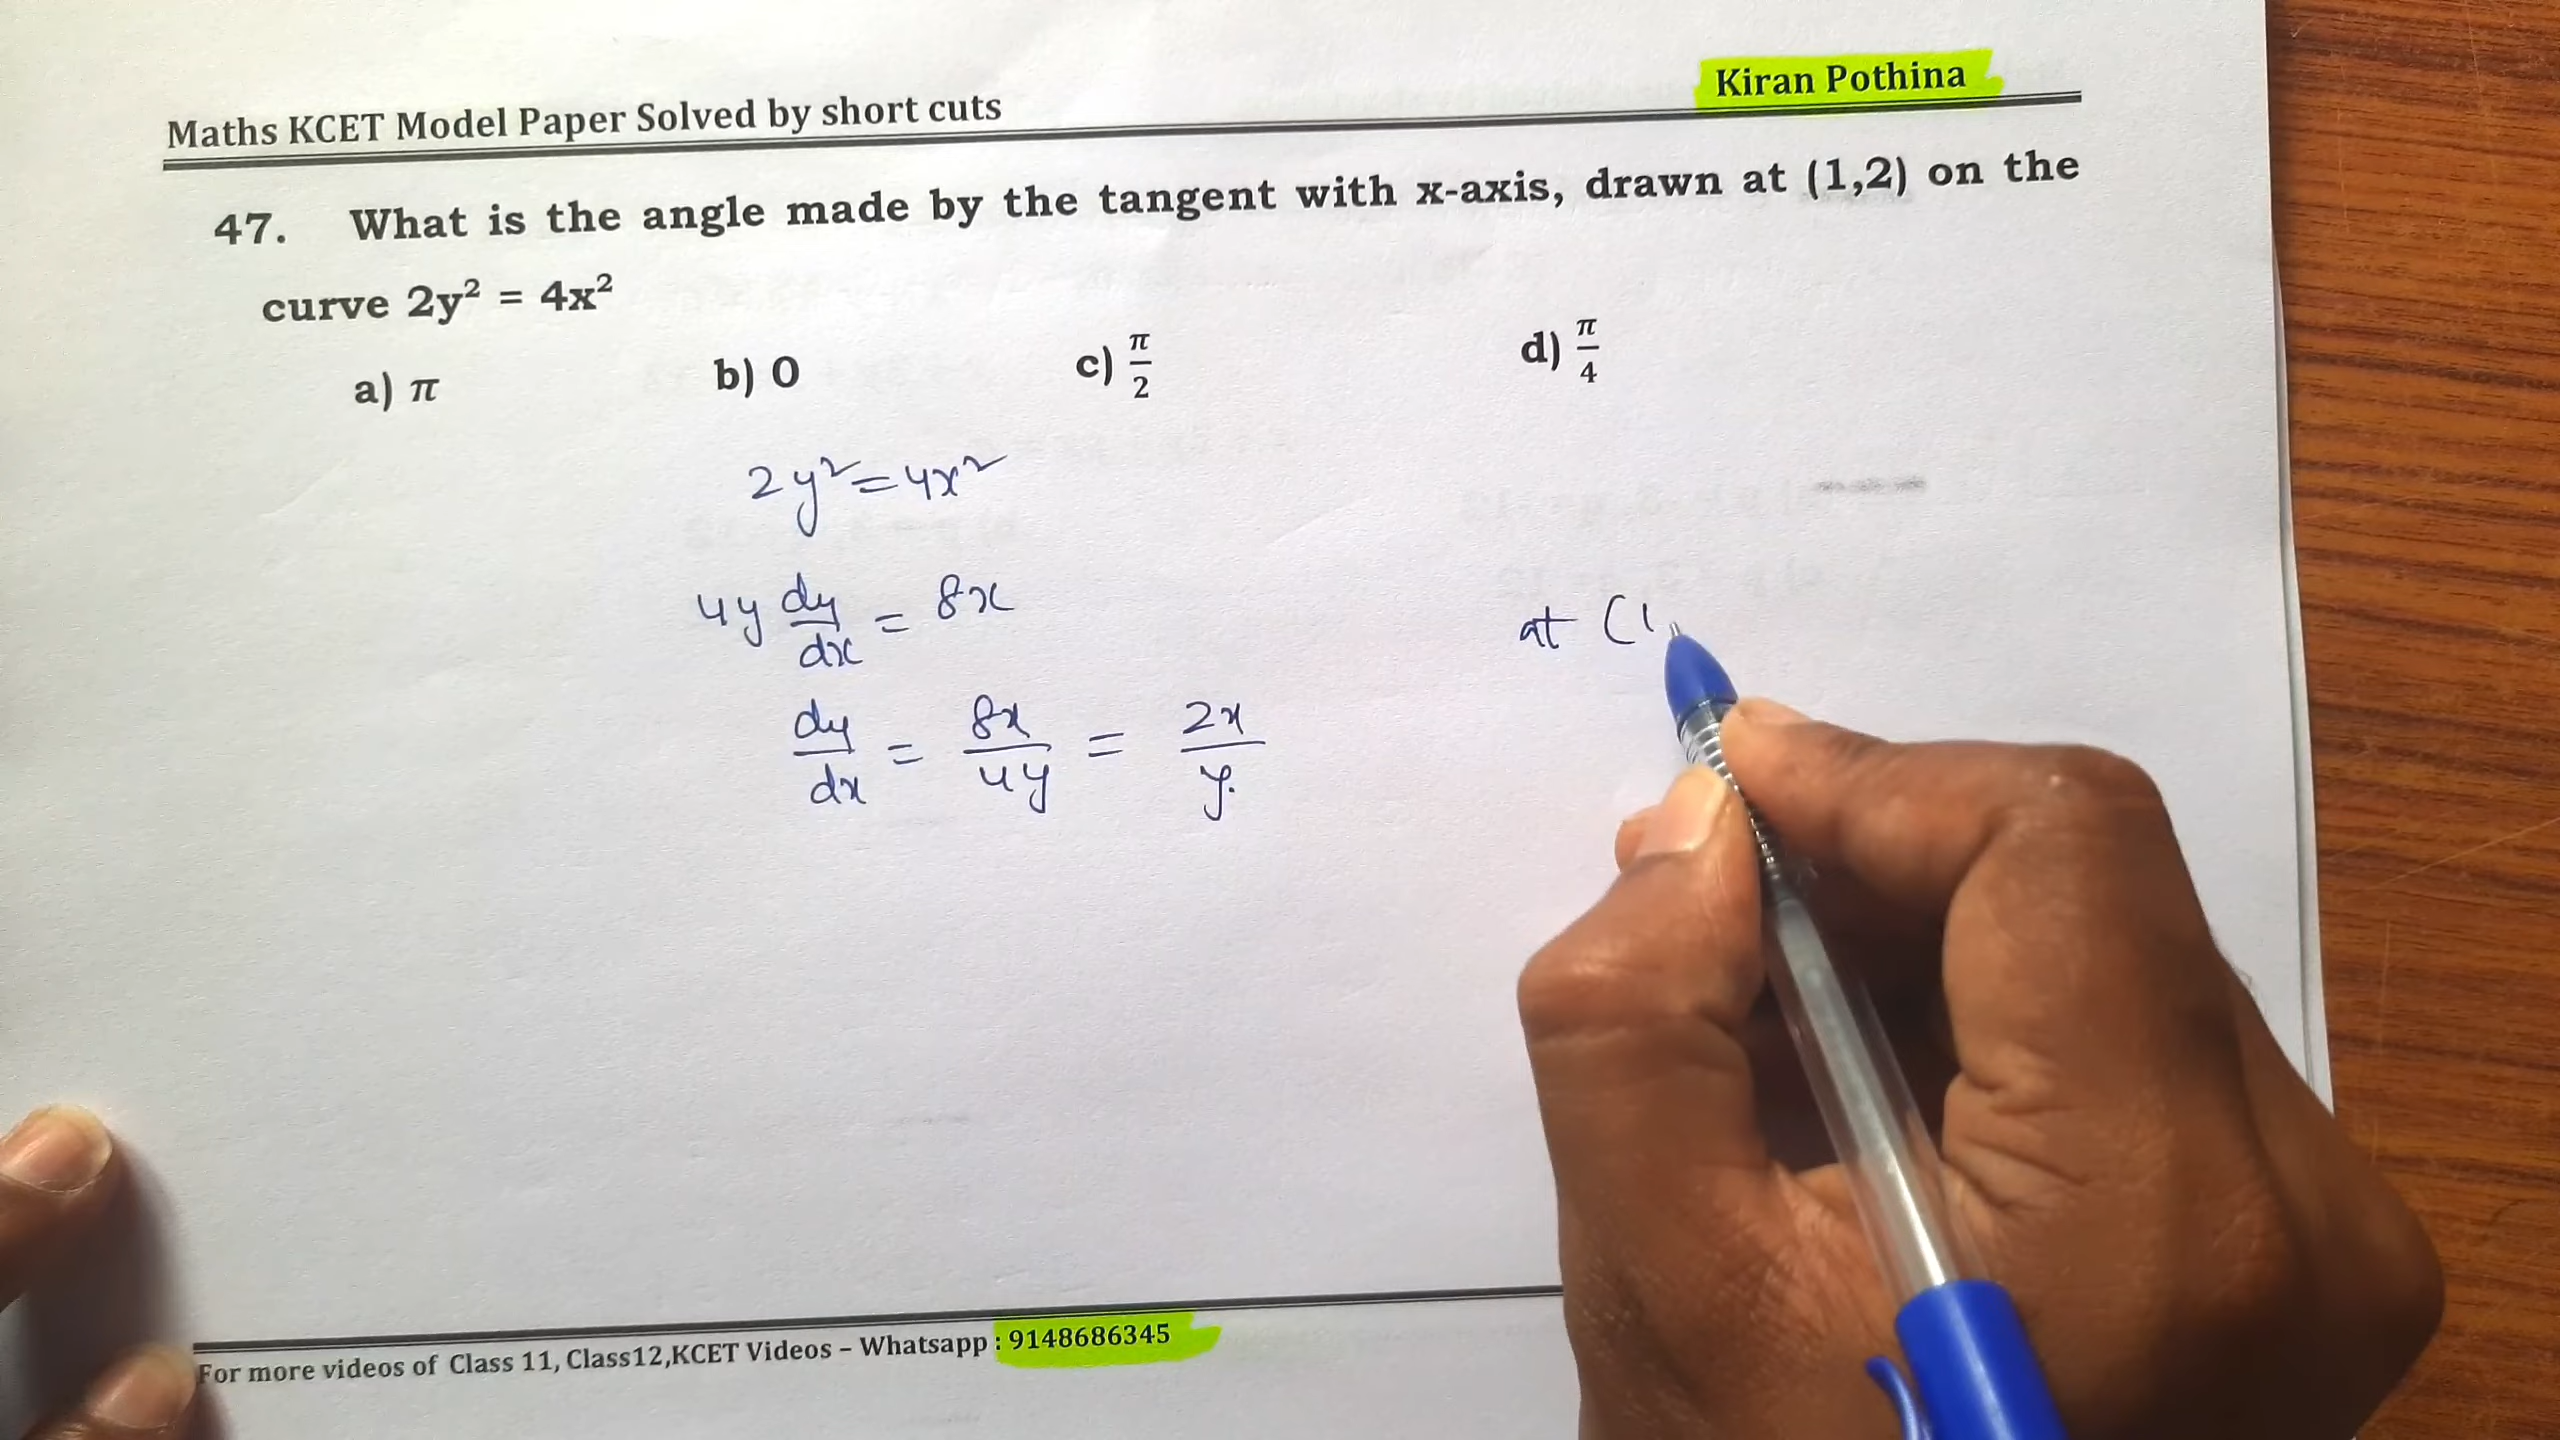 Kiran Pothina
Maths KCET Model Paper Solved by short cuts
47. What is the angle made by the tangent with x-axis, drawn at (1,2) on the
curve 2y² = 4x²
a) π b) 0 c) π/2 d) π/4
2y² = 4x²
4y dy/dx = 8x
at (1,
dy/dx = 8x/4y = 2x/y.
For more videos of Class 11, Class12,KCET Videos – Whatsapp : 9148686345